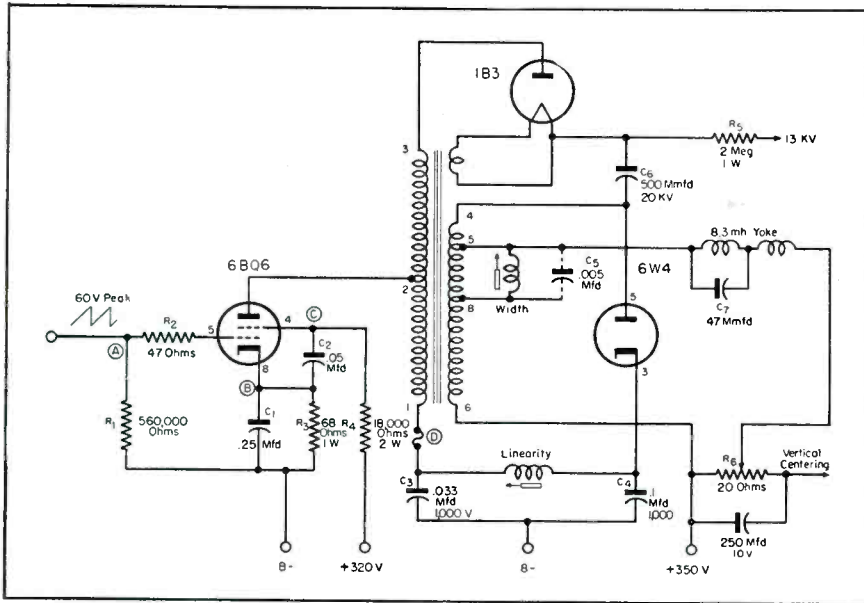 1B3
3
R5
2 Meg
1 W
13 KV
C6
500 Mmfd
20 KV
4
5
8.3 mh Yoke
6BQ6
2
C5
.005
Mfd
6W4
5
C7
47 Mmfd
60 V Peak
C
8
Width
R2
5
4
A
47 Ohms
C2
.05
Mfd
8
3
B
R1
560,000
Ohms
C1
.25 Mfd
R3
68
Ohms
1 W
R4
18,000
Ohms
2 W
1
6
D
Linearity
R6
20 Ohms
Vertical
Centering
C3
.033
Mfd
1,000 V
C4
.1
Mfd
1,000
250 Mfd
10 V
B-
+320 V
B-
+350 V